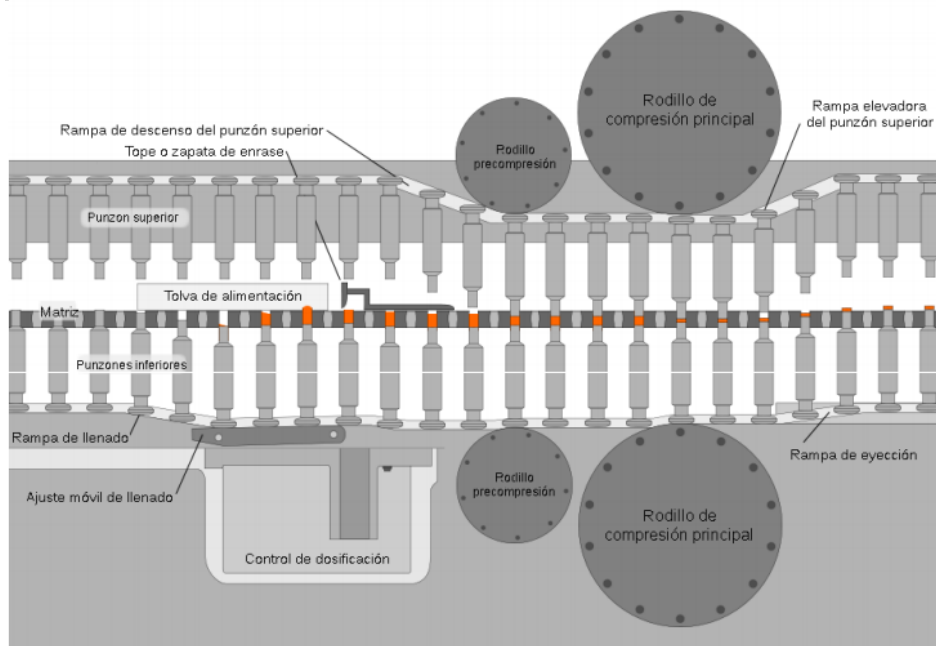 Rodillo de
compresión principal
Rampa elevadora
del punzón superior
Rampa de descenso del punzón superior
Tope o zapata de enrase
Rodillo
precompresión
Punzon superior
Tolva de alimentación
Matriz
Punzones inferiores
Rampa de llenado
Rampa de eyección
Ajuste móvil de llenado
Rodillo
precompresión
Rodillo de
compresión principal
Control de dosificación